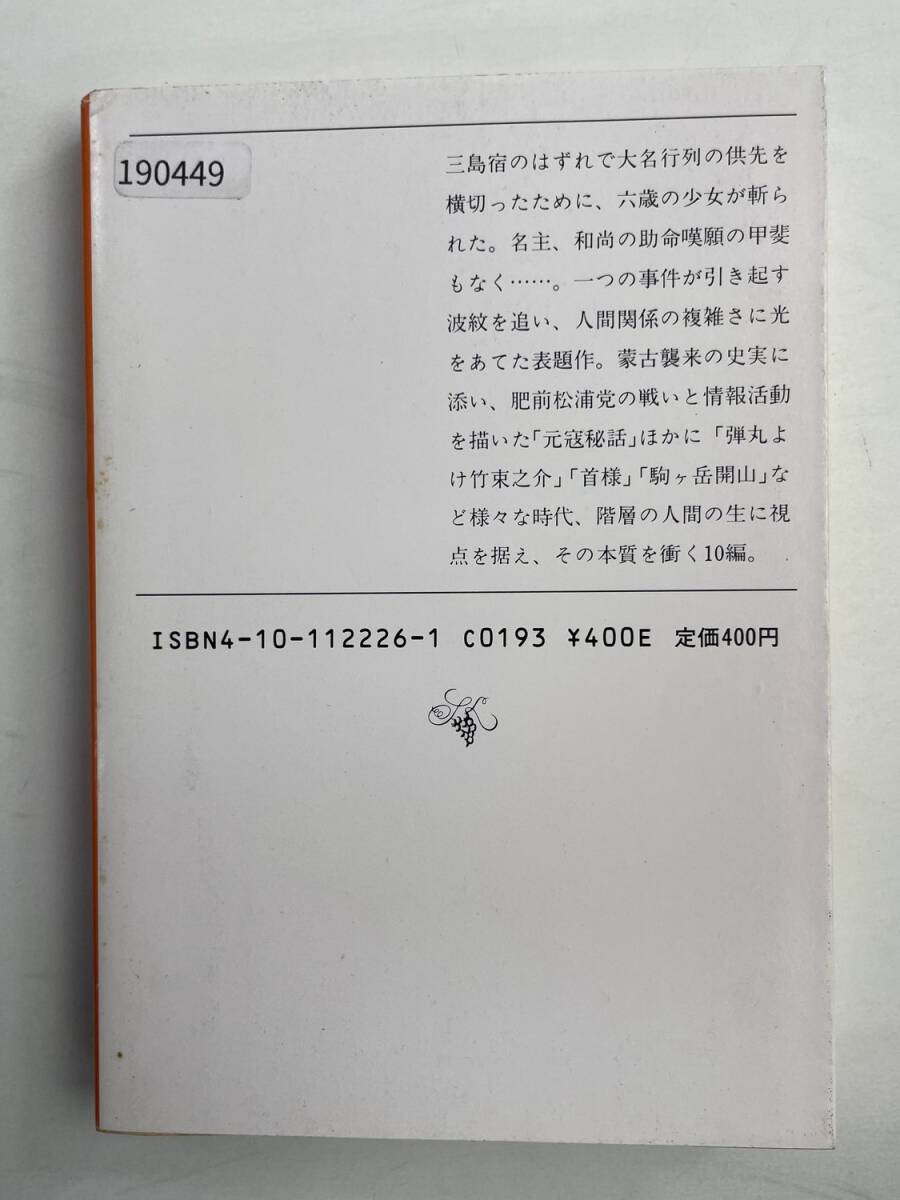 190449
三島宿のはずれで大名行列の供先を
横切ったために、六歳の少女が斬ら
れた。名主、和尚の助命嘆願の甲斐
もなく……。一つの事件が引き起す
波紋を追い、人間関係の複雑さに光
をあてた表題作。蒙古襲来の史実に
添い、肥前松浦党の戦いと情報活動
を描いた「元寇秘話」ほかに「弾丸よ
け竹束之介」「首様」「駒ヶ岳開山」な
ど様々な時代、階層の人間の生に視
点を据え、その本質を衝く10編。
ISBN4-10-112226-1 C0193 ¥400E 定価400円